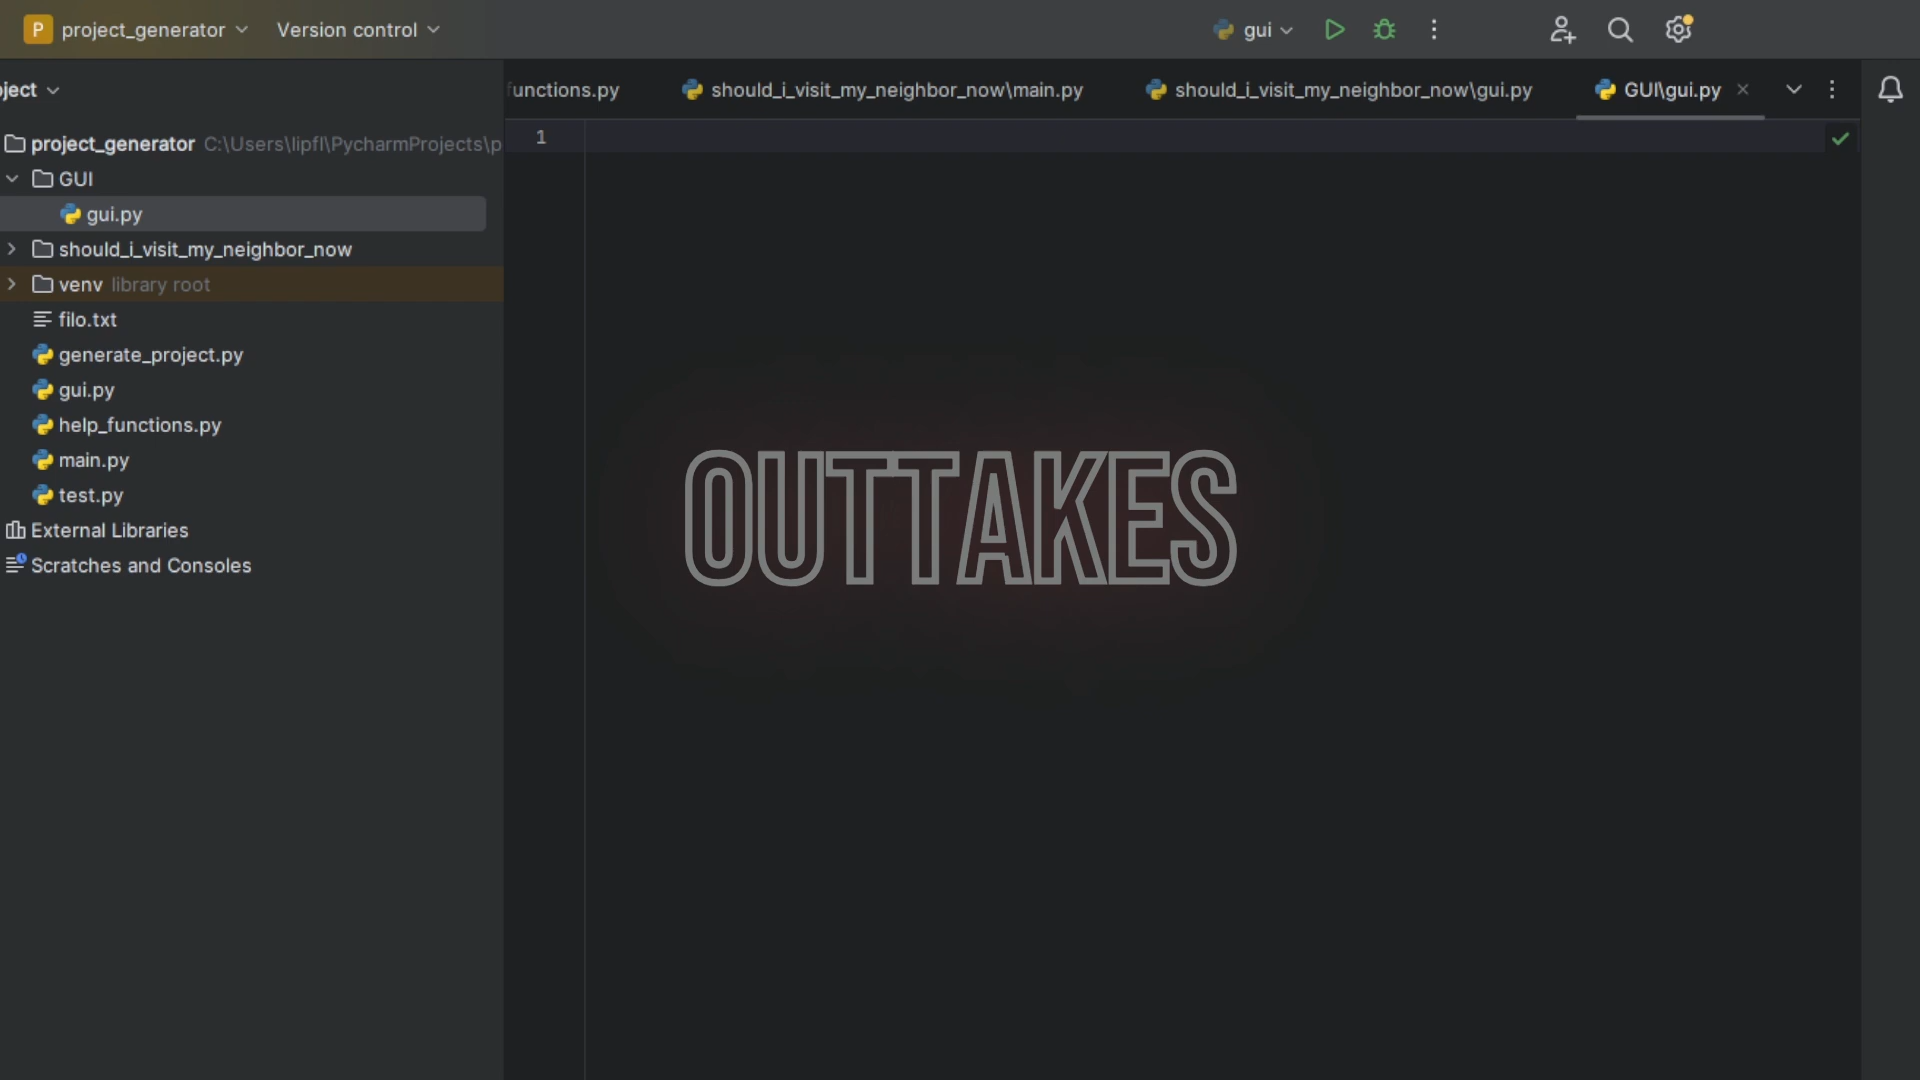 P project_generator Version control gui
ject
unctions.py should_i_visit_my_neighbor_now\main.py should_i_visit_my_neighbor_now\gui.py GUI\gui.py
project_generator C:\Users\lipfl\PycharmProjects\p
1
GUI
gui.py
should_i_visit_my_neighbor_now
venv library root
filo.txt
generate_project.py
gui.py
help_functions.py
main.py
test.py
External Libraries
Scratches and Consoles
OUTTAKES